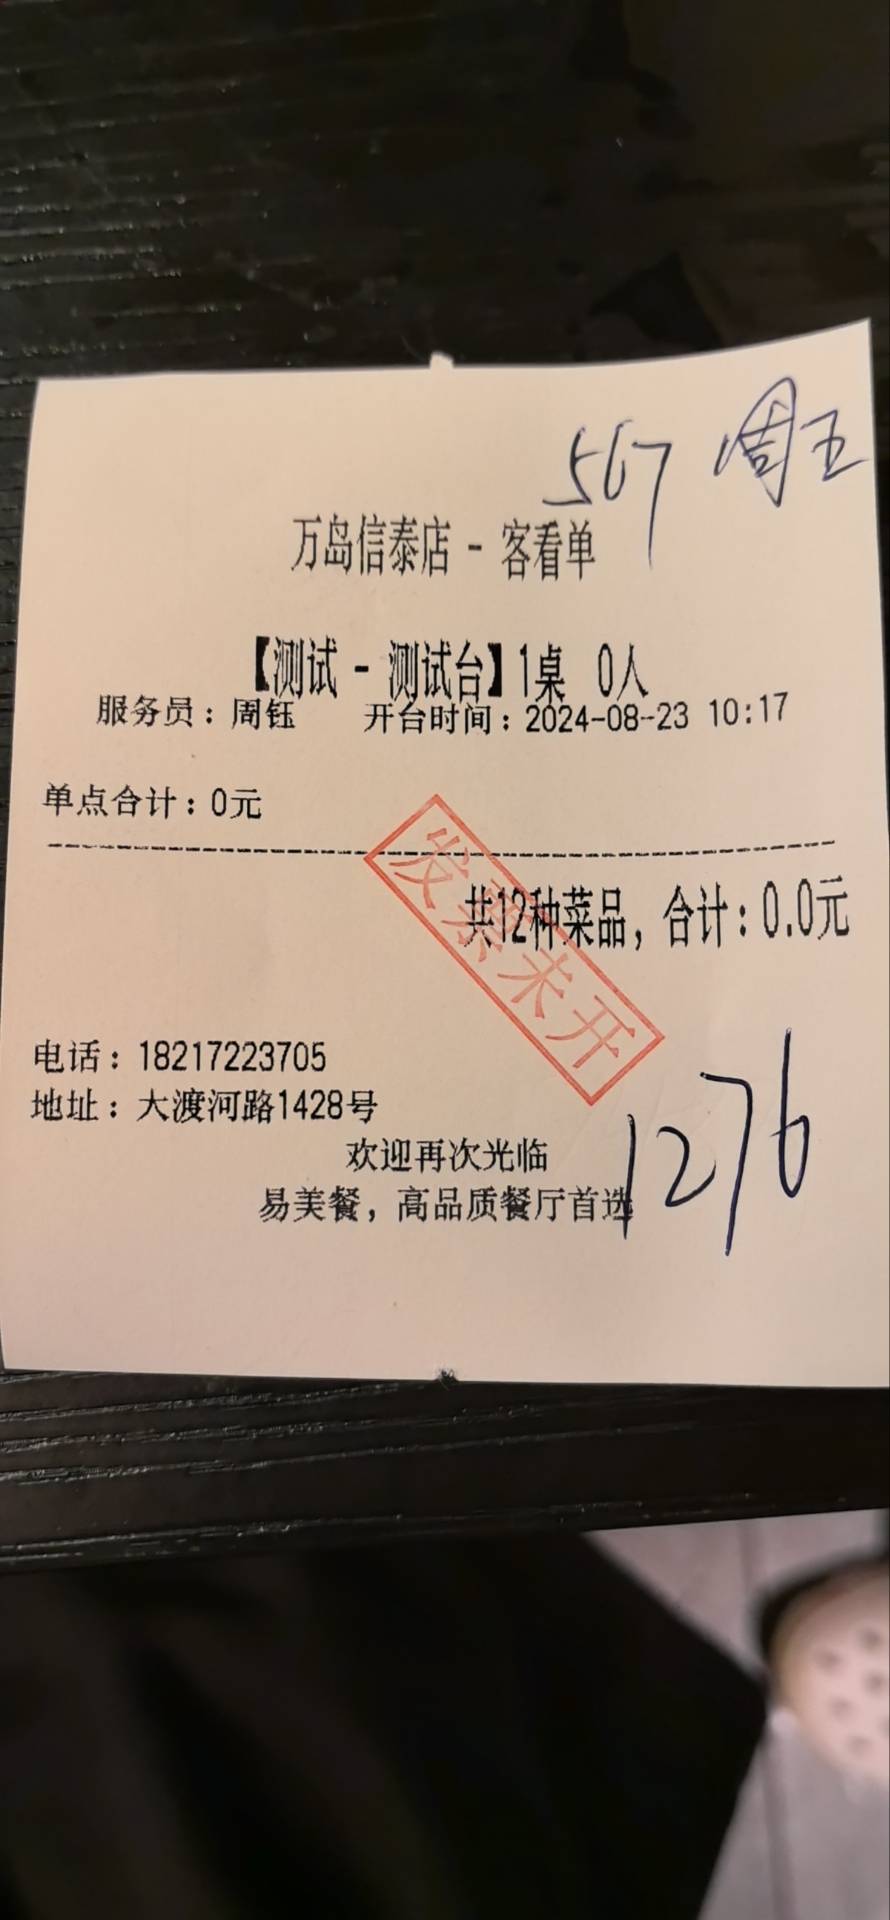 567 周五
万岛信泰店 - 客看单
【测试 - 测试台】1桌 0人
服务员：周钰 开台时间：2024-08-23 10:17
单点合计：0元
共12种菜品，合计：0.0元
发票未开
电话：18217223705
地址：大渡河路1428号
欢迎再次光临
易美餐，高品质餐厅首选
1276